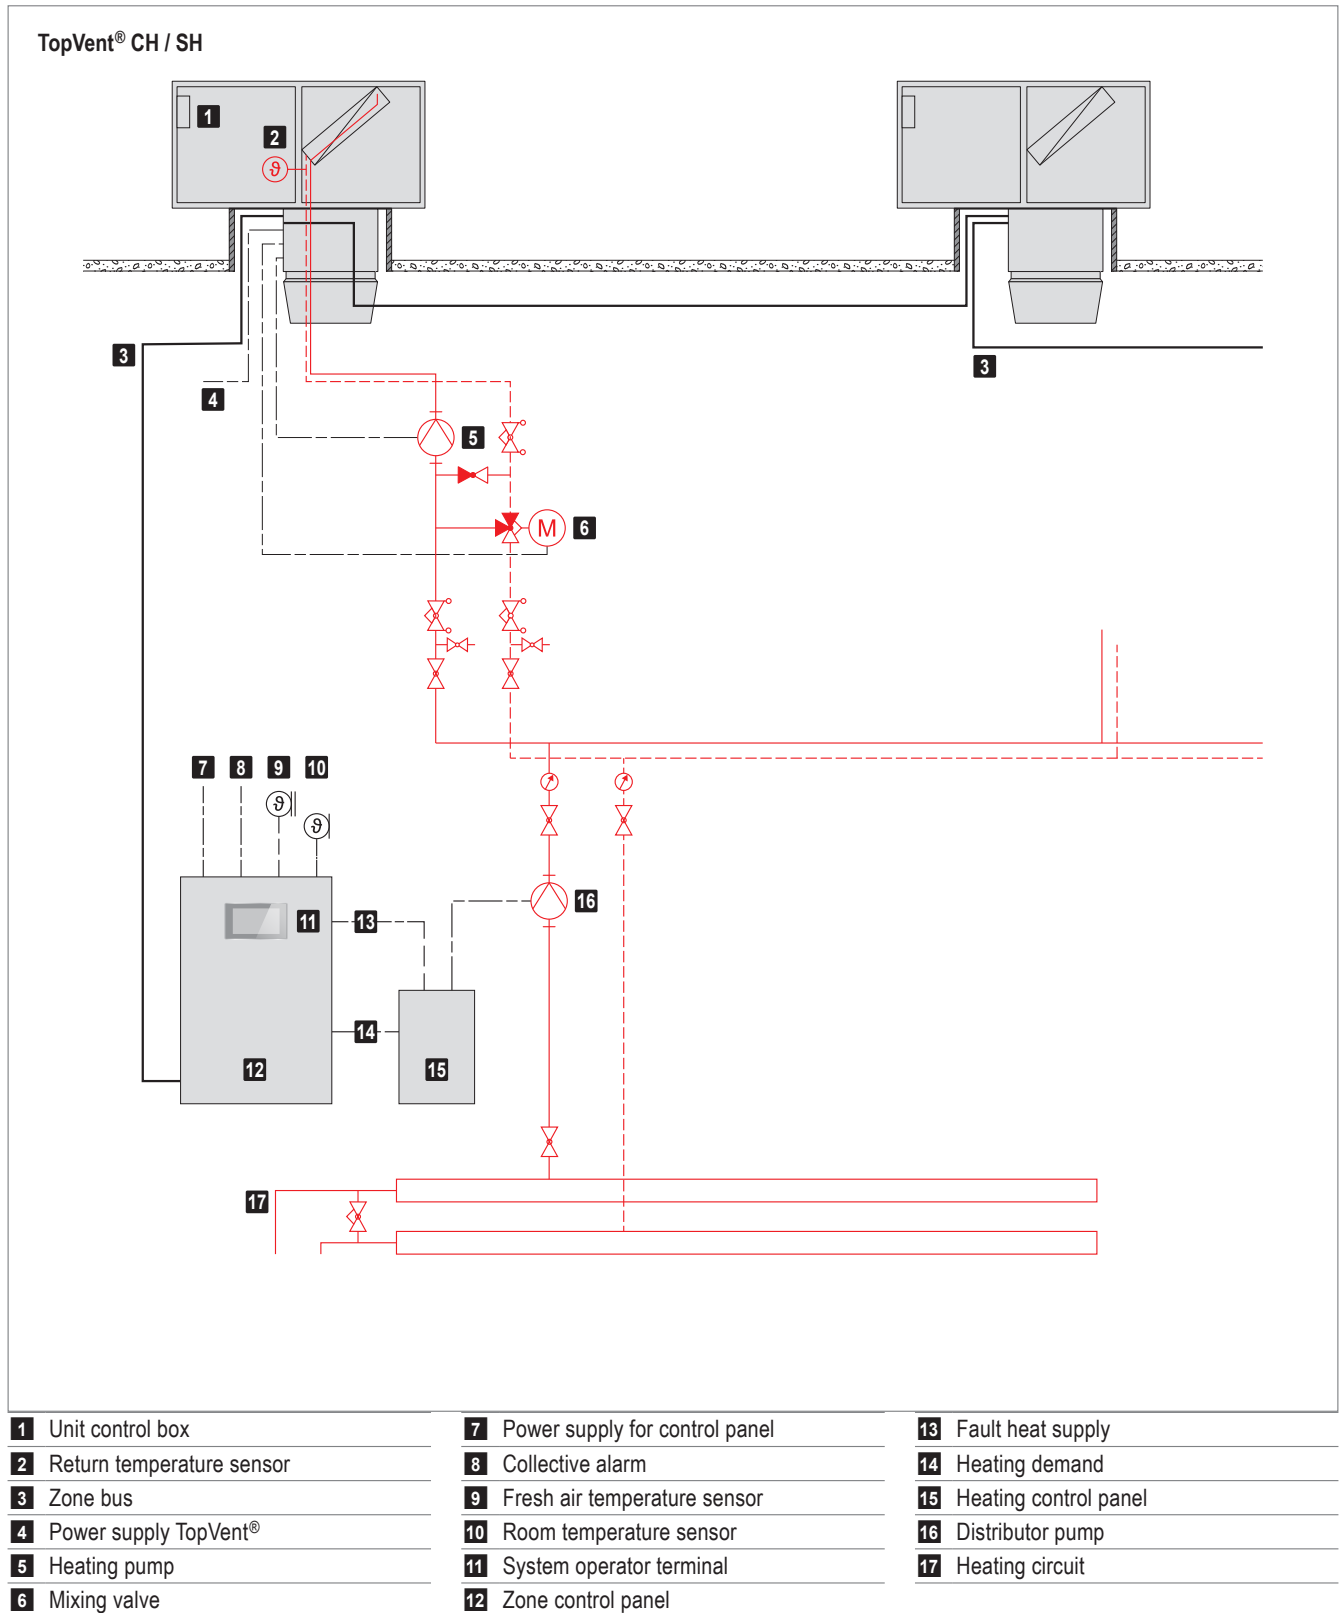 TopVent® CH / SH
1
2
ϑ
3
3
4
5
M
6
7
8
9
10
ϑ
ϑ
11
13
16
14
12
15
17
1 Unit control box
2 Return temperature sensor
3 Zone bus
4 Power supply TopVent®
5 Heating pump
6 Mixing valve
7 Power supply for control panel
8 Collective alarm
9 Fresh air temperature sensor
10 Room temperature sensor
11 System operator terminal
12 Zone control panel
13 Fault heat supply
14 Heating demand
15 Heating control panel
16 Distributor pump
17 Heating circuit